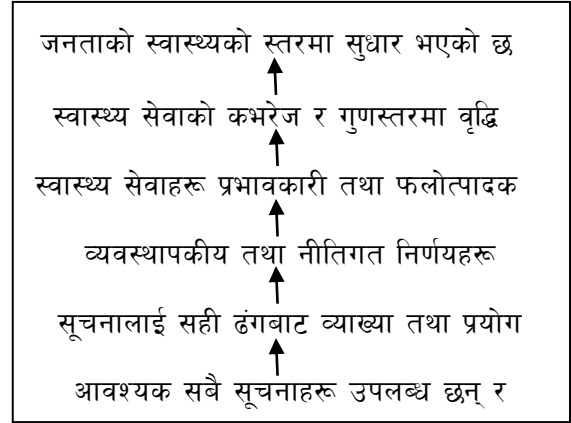 जनताको स्वास्थ्यको स्तरमा सुधार भएको छ
स्वास्थ्य सेवाको कभरेज र गुणस्तरमा वृद्धि
स्वास्थ्य सेवाहरू प्रभावकारी तथा फलोत्पादक
व्यवस्थापकीय तथा नीतिगत निर्णयहरू
सूचनालाई सही ढंगबाट व्याख्या तथा प्रयोग
आवश्यक सबै सूचनाहरू उपलब्ध छन् र